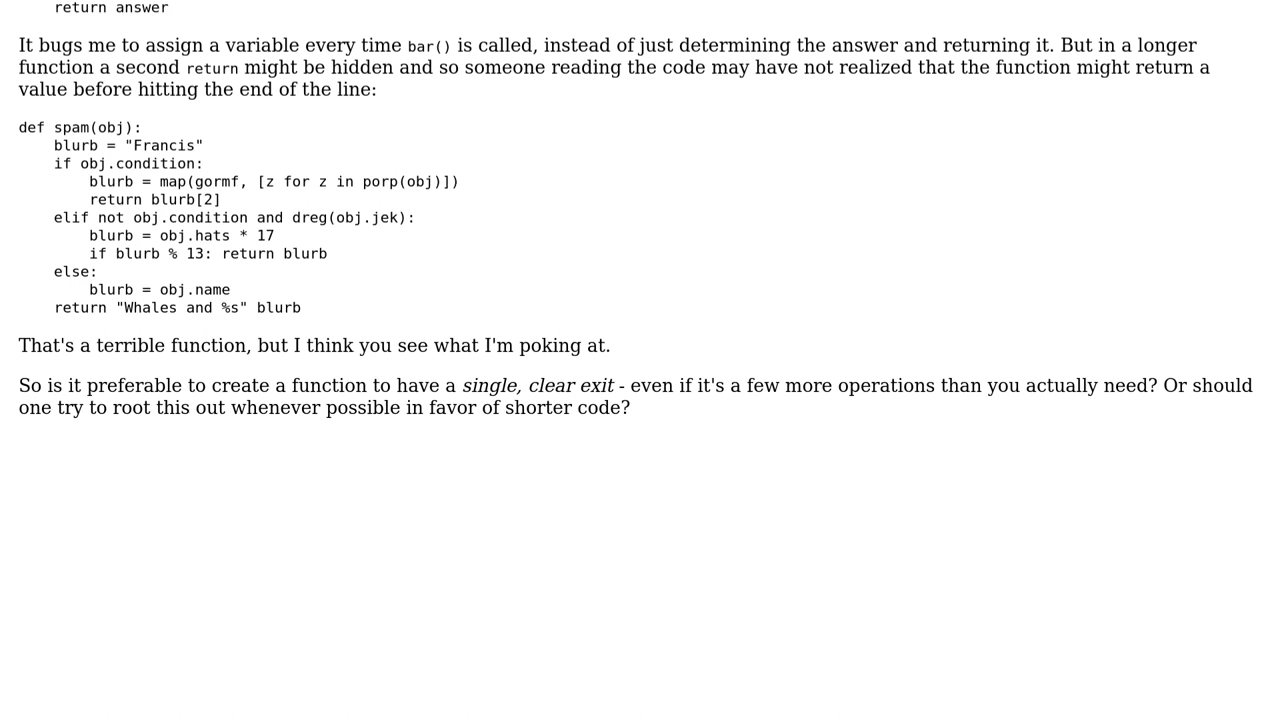 return answer
It bugs me to assign a variable every time bar() is called, instead of just determining the answer and returning it. But in a longer
function a second return might be hidden and so someone reading the code may have not realized that the function might return a
value before hitting the end of the line:
def spam(obj):
    blurb = "Francis"
    if obj.condition:
        blurb = map(gormf, [z for z in porp(obj)])
        return blurb[2]
    elif not obj.condition and dreg(obj.jek):
        blurb = obj.hats * 17
        if blurb % 13: return blurb
    else:
        blurb = obj.name
    return "Whales and %s" blurb
That's a terrible function, but I think you see what I'm poking at.
So is it preferable to create a function to have a single, clear exit - even if it's a few more operations than you actually need? Or should
one try to root this out whenever possible in favor of shorter code?